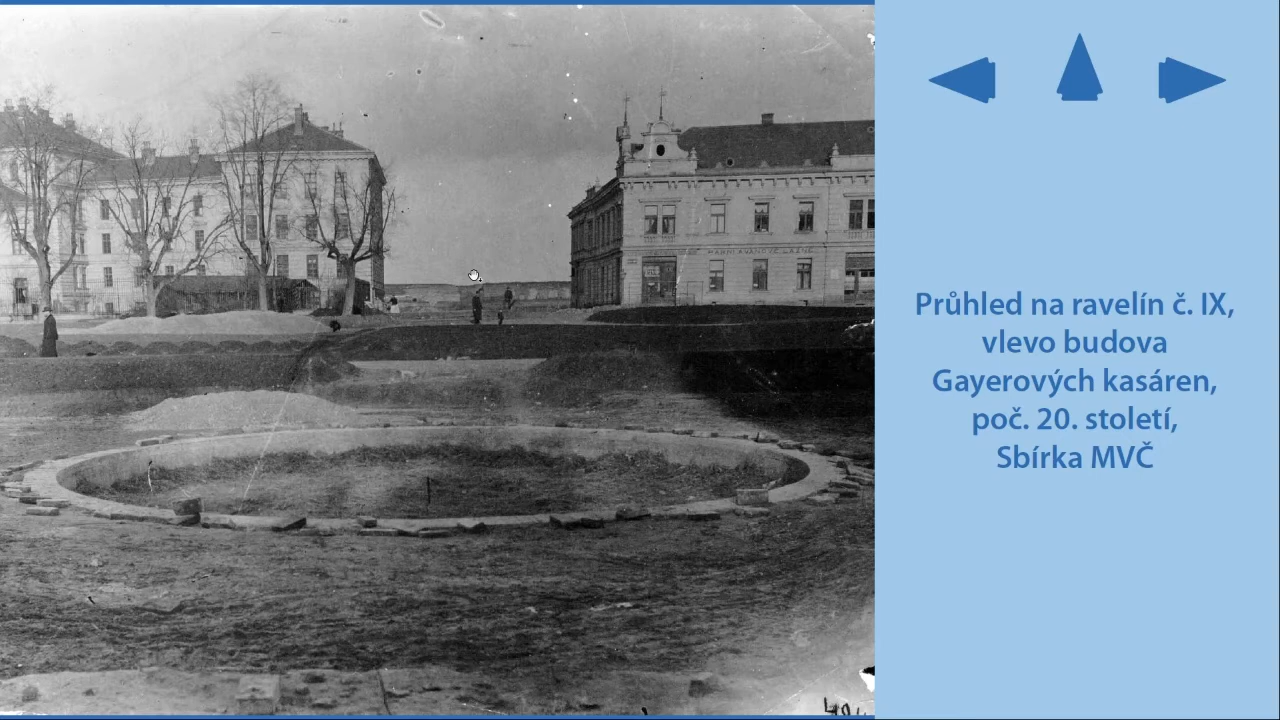 Průhled na ravelín č. IX,
vlevo budova
Gayerových kasáren,
poč. 20. století,
Sbírka MVČ